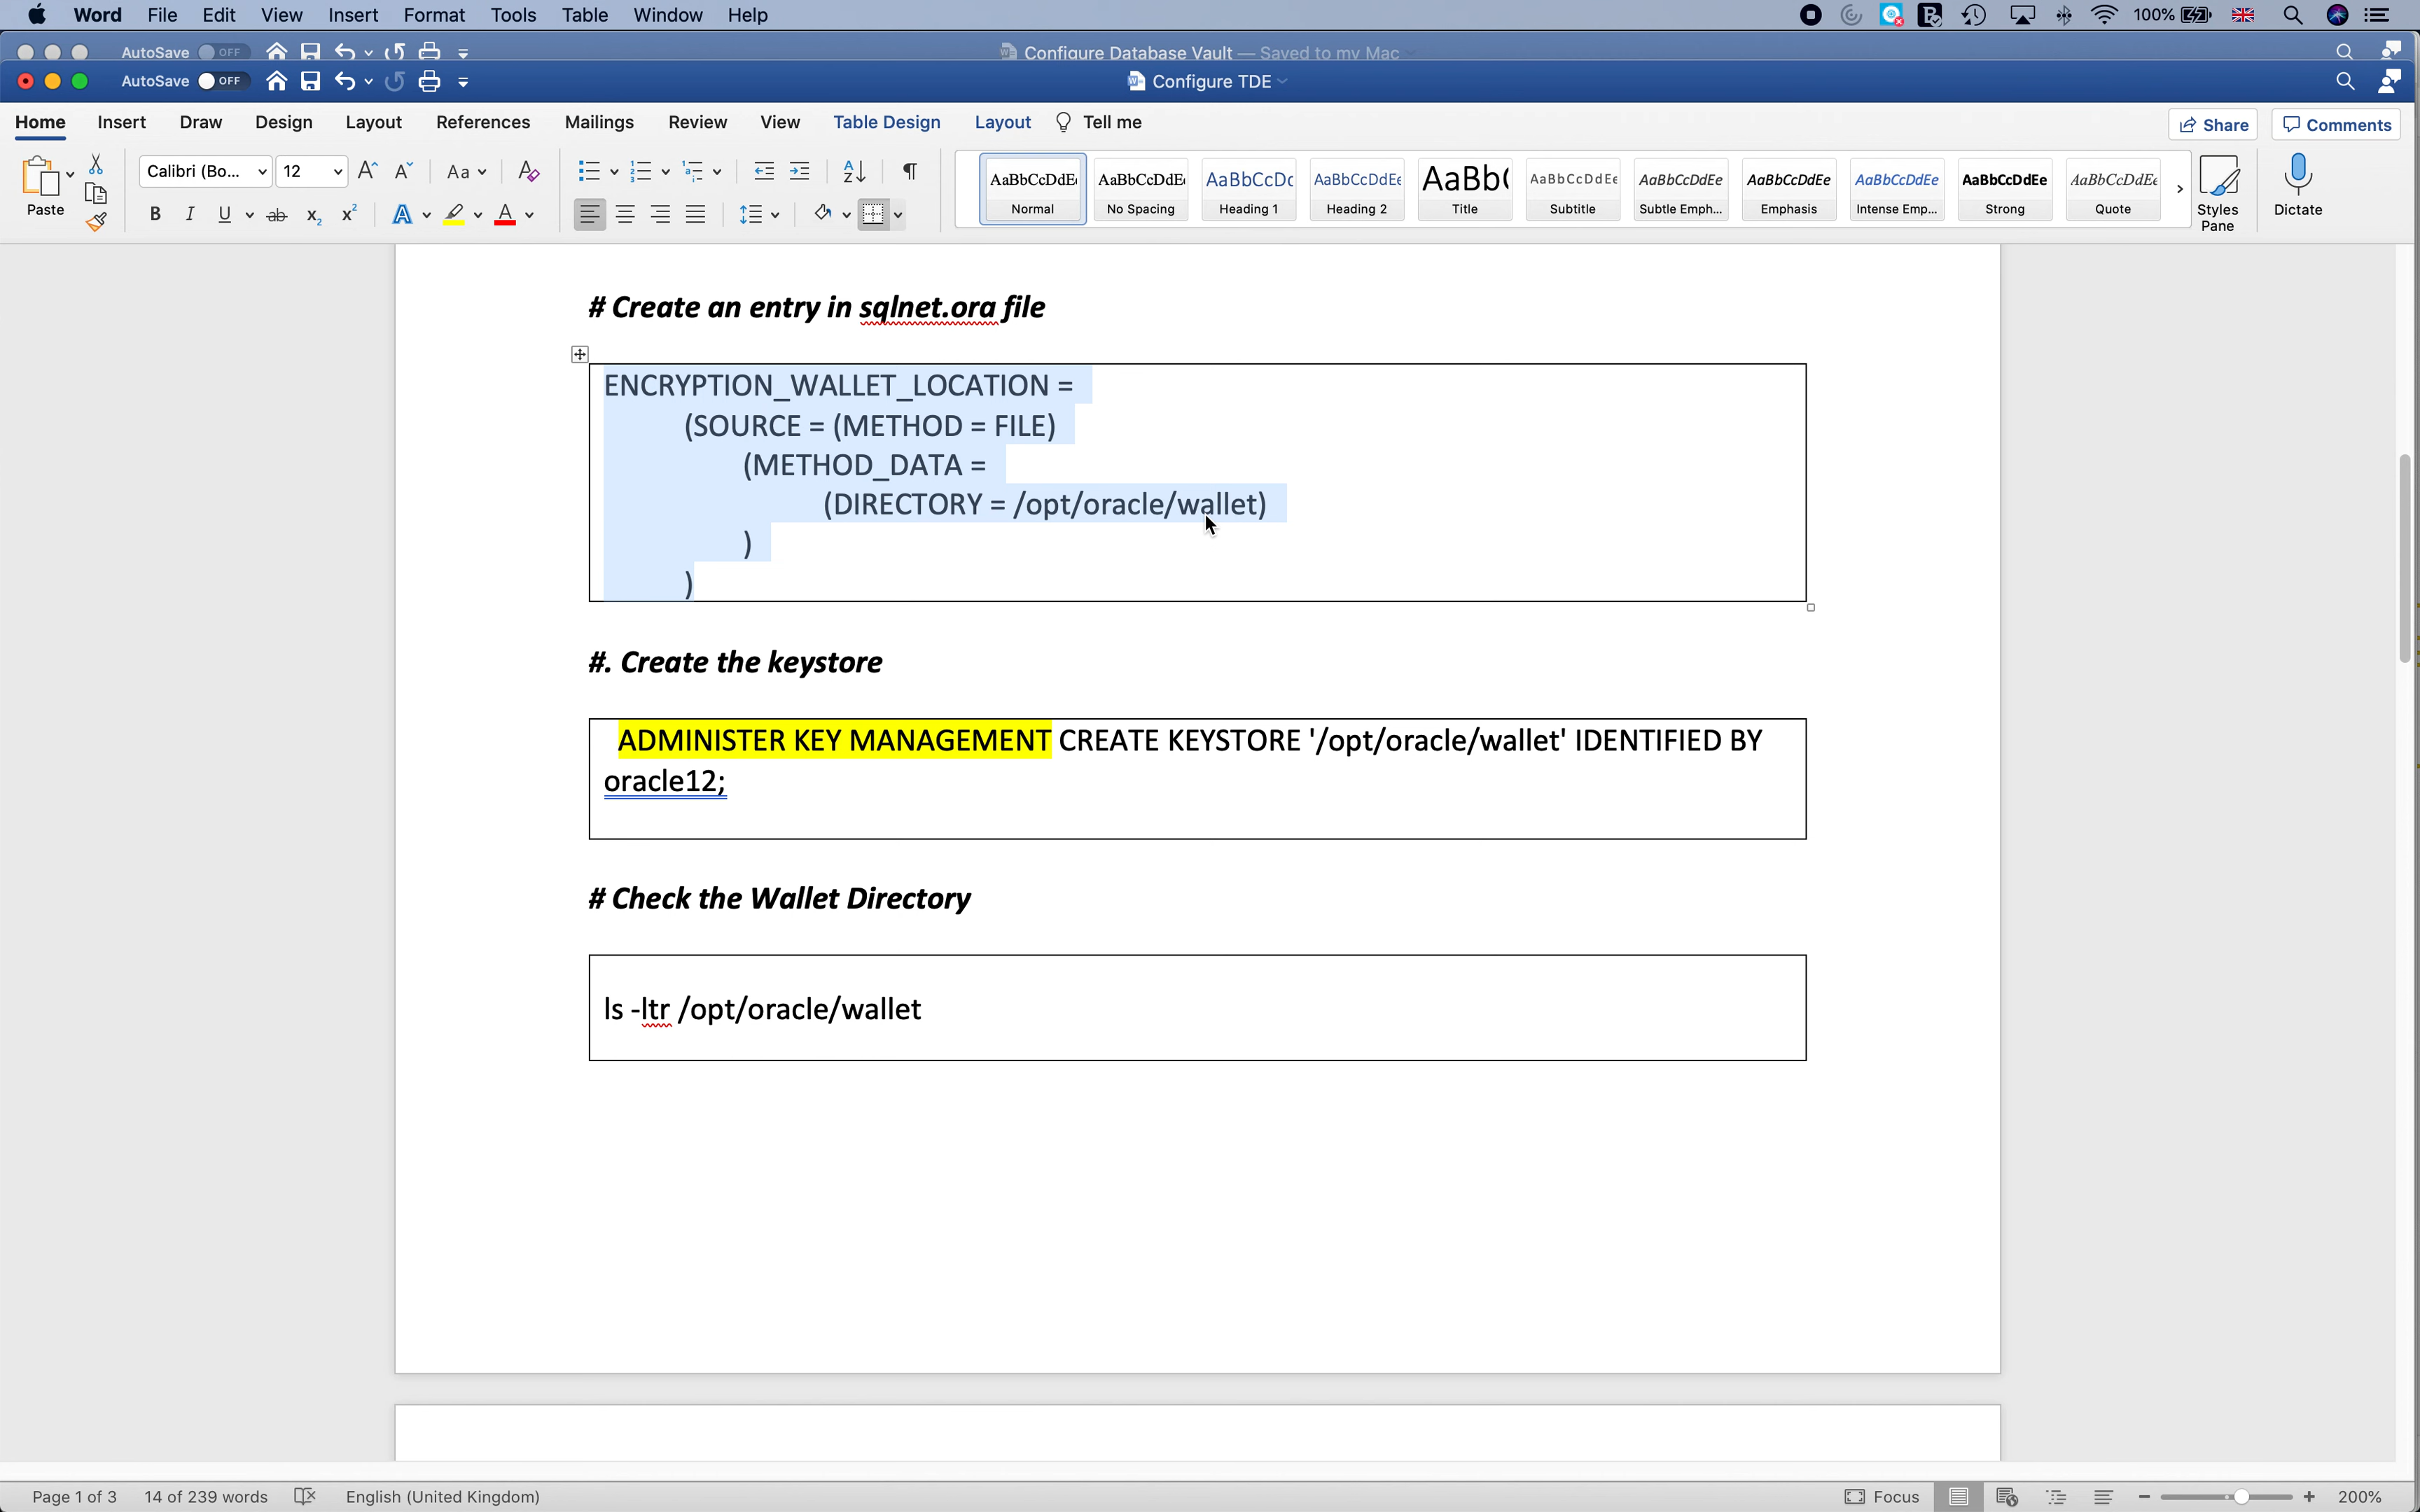 Word File Edit View Insert Format Tools Table Window Help 100%
AutoSave OFF Configure Database Vault — Saved to my Mac
AutoSave OFF Configure TDE
Home Insert Draw Design Layout References Mailings Review View Table Design Layout Tell me Share Comments
Paste
Calibri (Bo... 12
AaBbCcDdEe AaBbCcDdEe AaBbCcDc AaBbCcDdEe AaBb( AaBbCcDdEe AaBbCcDdEe AaBbCcDdEe AaBbCcDdEe AaBbCcDdEe AaBbCcDdEe
Normal No Spacing Heading 1 Heading 2 Title Subtitle Subtle Emph... Emphasis Intense Emp... Strong Quote
Styles Pane
Dictate
# Create an entry in sqlnet.ora file
ENCRYPTION_WALLET_LOCATION =
(SOURCE = (METHOD = FILE)
(METHOD_DATA =
(DIRECTORY = /opt/oracle/wallet)
)
)
#. Create the keystore
ADMINISTER KEY MANAGEMENT CREATE KEYSTORE '/opt/oracle/wallet' IDENTIFIED BY
oracle12;
# Check the Wallet Directory
ls -ltr /opt/oracle/wallet
Page 1 of 3 14 of 239 words English (United Kingdom) Focus 200%